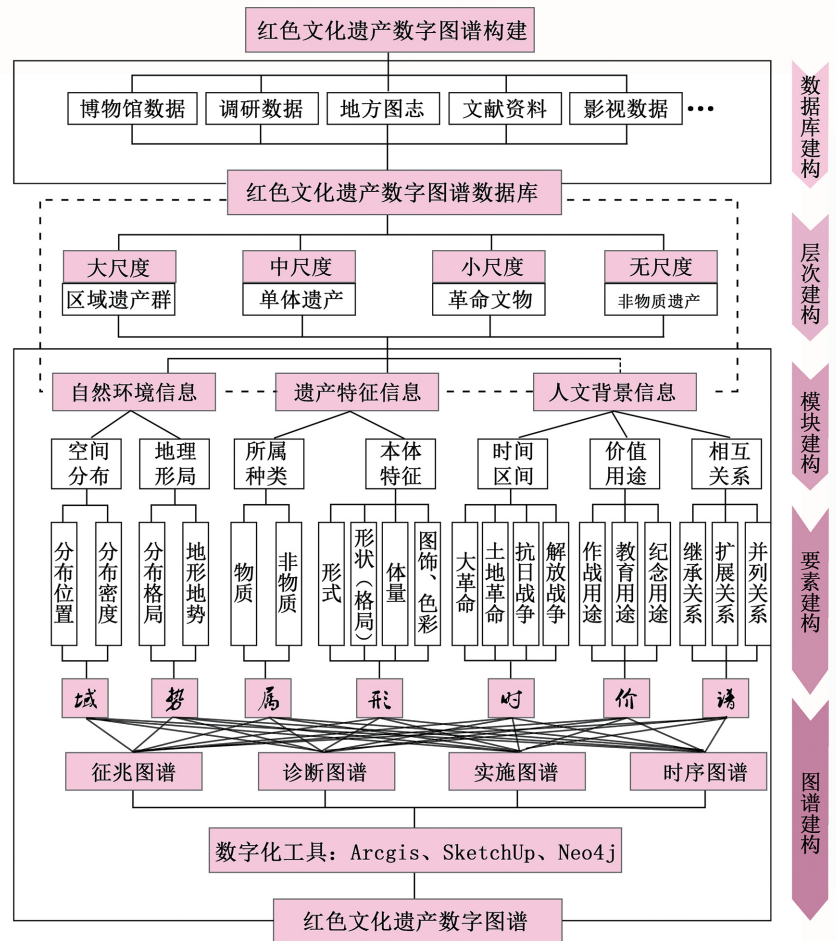 红色文化遗产数字图谱构建
博物馆数据
调研数据
地方图志
文献资料
影视数据
•••
数据库建构
红色文化遗产数字图谱数据库
大尺度
区域遗产群
中尺度
单体遗产
小尺度
革命文物
无尺度
非物质遗产
层次建构
自然环境信息
遗产特征信息
人文背景信息
模块建构
空间
分布
地理
形局
所属
种类
本体
特征
时间
区间
价值
用途
相互
关系
分布位置
分布密度
分布格局
地形地势
物质
非物质
形式
形状（格局）
体量
图饰、色彩
大革命
土地革命
抗日战争
解放战争
作战用途
教育用途
纪念用途
继承关系
扩展关系
并列关系
要素建构
域
势
属
形
时
价
谱
征兆图谱
诊断图谱
实施图谱
时序图谱
图谱建构
数字化工具：Arcgis、SketchUp、Neo4j
红色文化遗产数字图谱